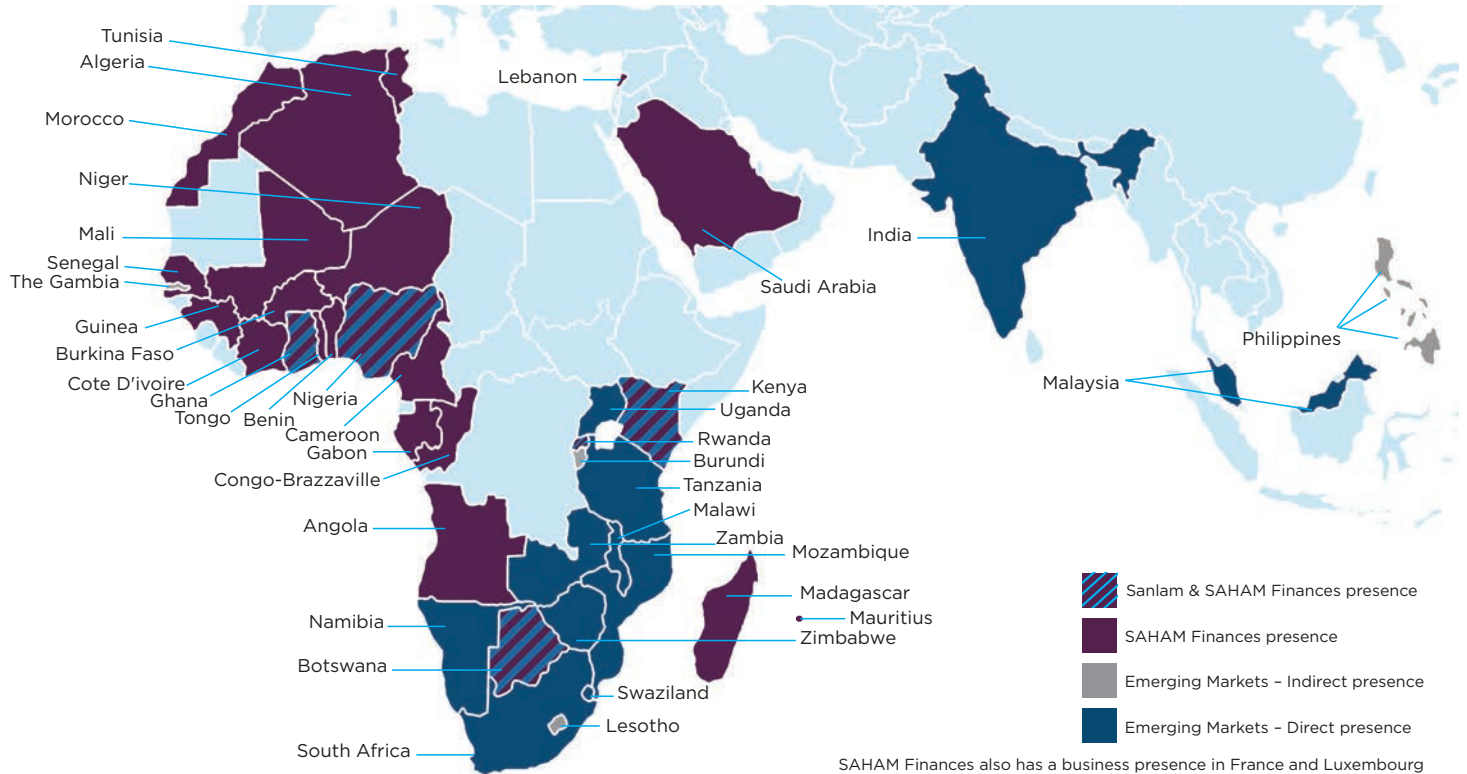 Tunisia
Algeria
Morocco
Niger
Mali
Senegal
The Gambia
Guinea
Burkina Faso
Cote D'ivoire
Ghana
Tongo
Benin
Nigeria
Cameroon
Gabon
Congo-Brazzaville
Angola
Namibia
Botswana
South Africa
Lebanon
Saudi Arabia
India
Philippines
Malaysia
Kenya
Uganda
Rwanda
Burundi
Tanzania
Malawi
Zambia
Mozambique
Madagascar
Mauritius
Zimbabwe
Swaziland
Lesotho
Sanlam & SAHAM Finances presence
SAHAM Finances presence
Emerging Markets – Indirect presence
Emerging Markets – Direct presence
SAHAM Finances also has a business presence in France and Luxembourg